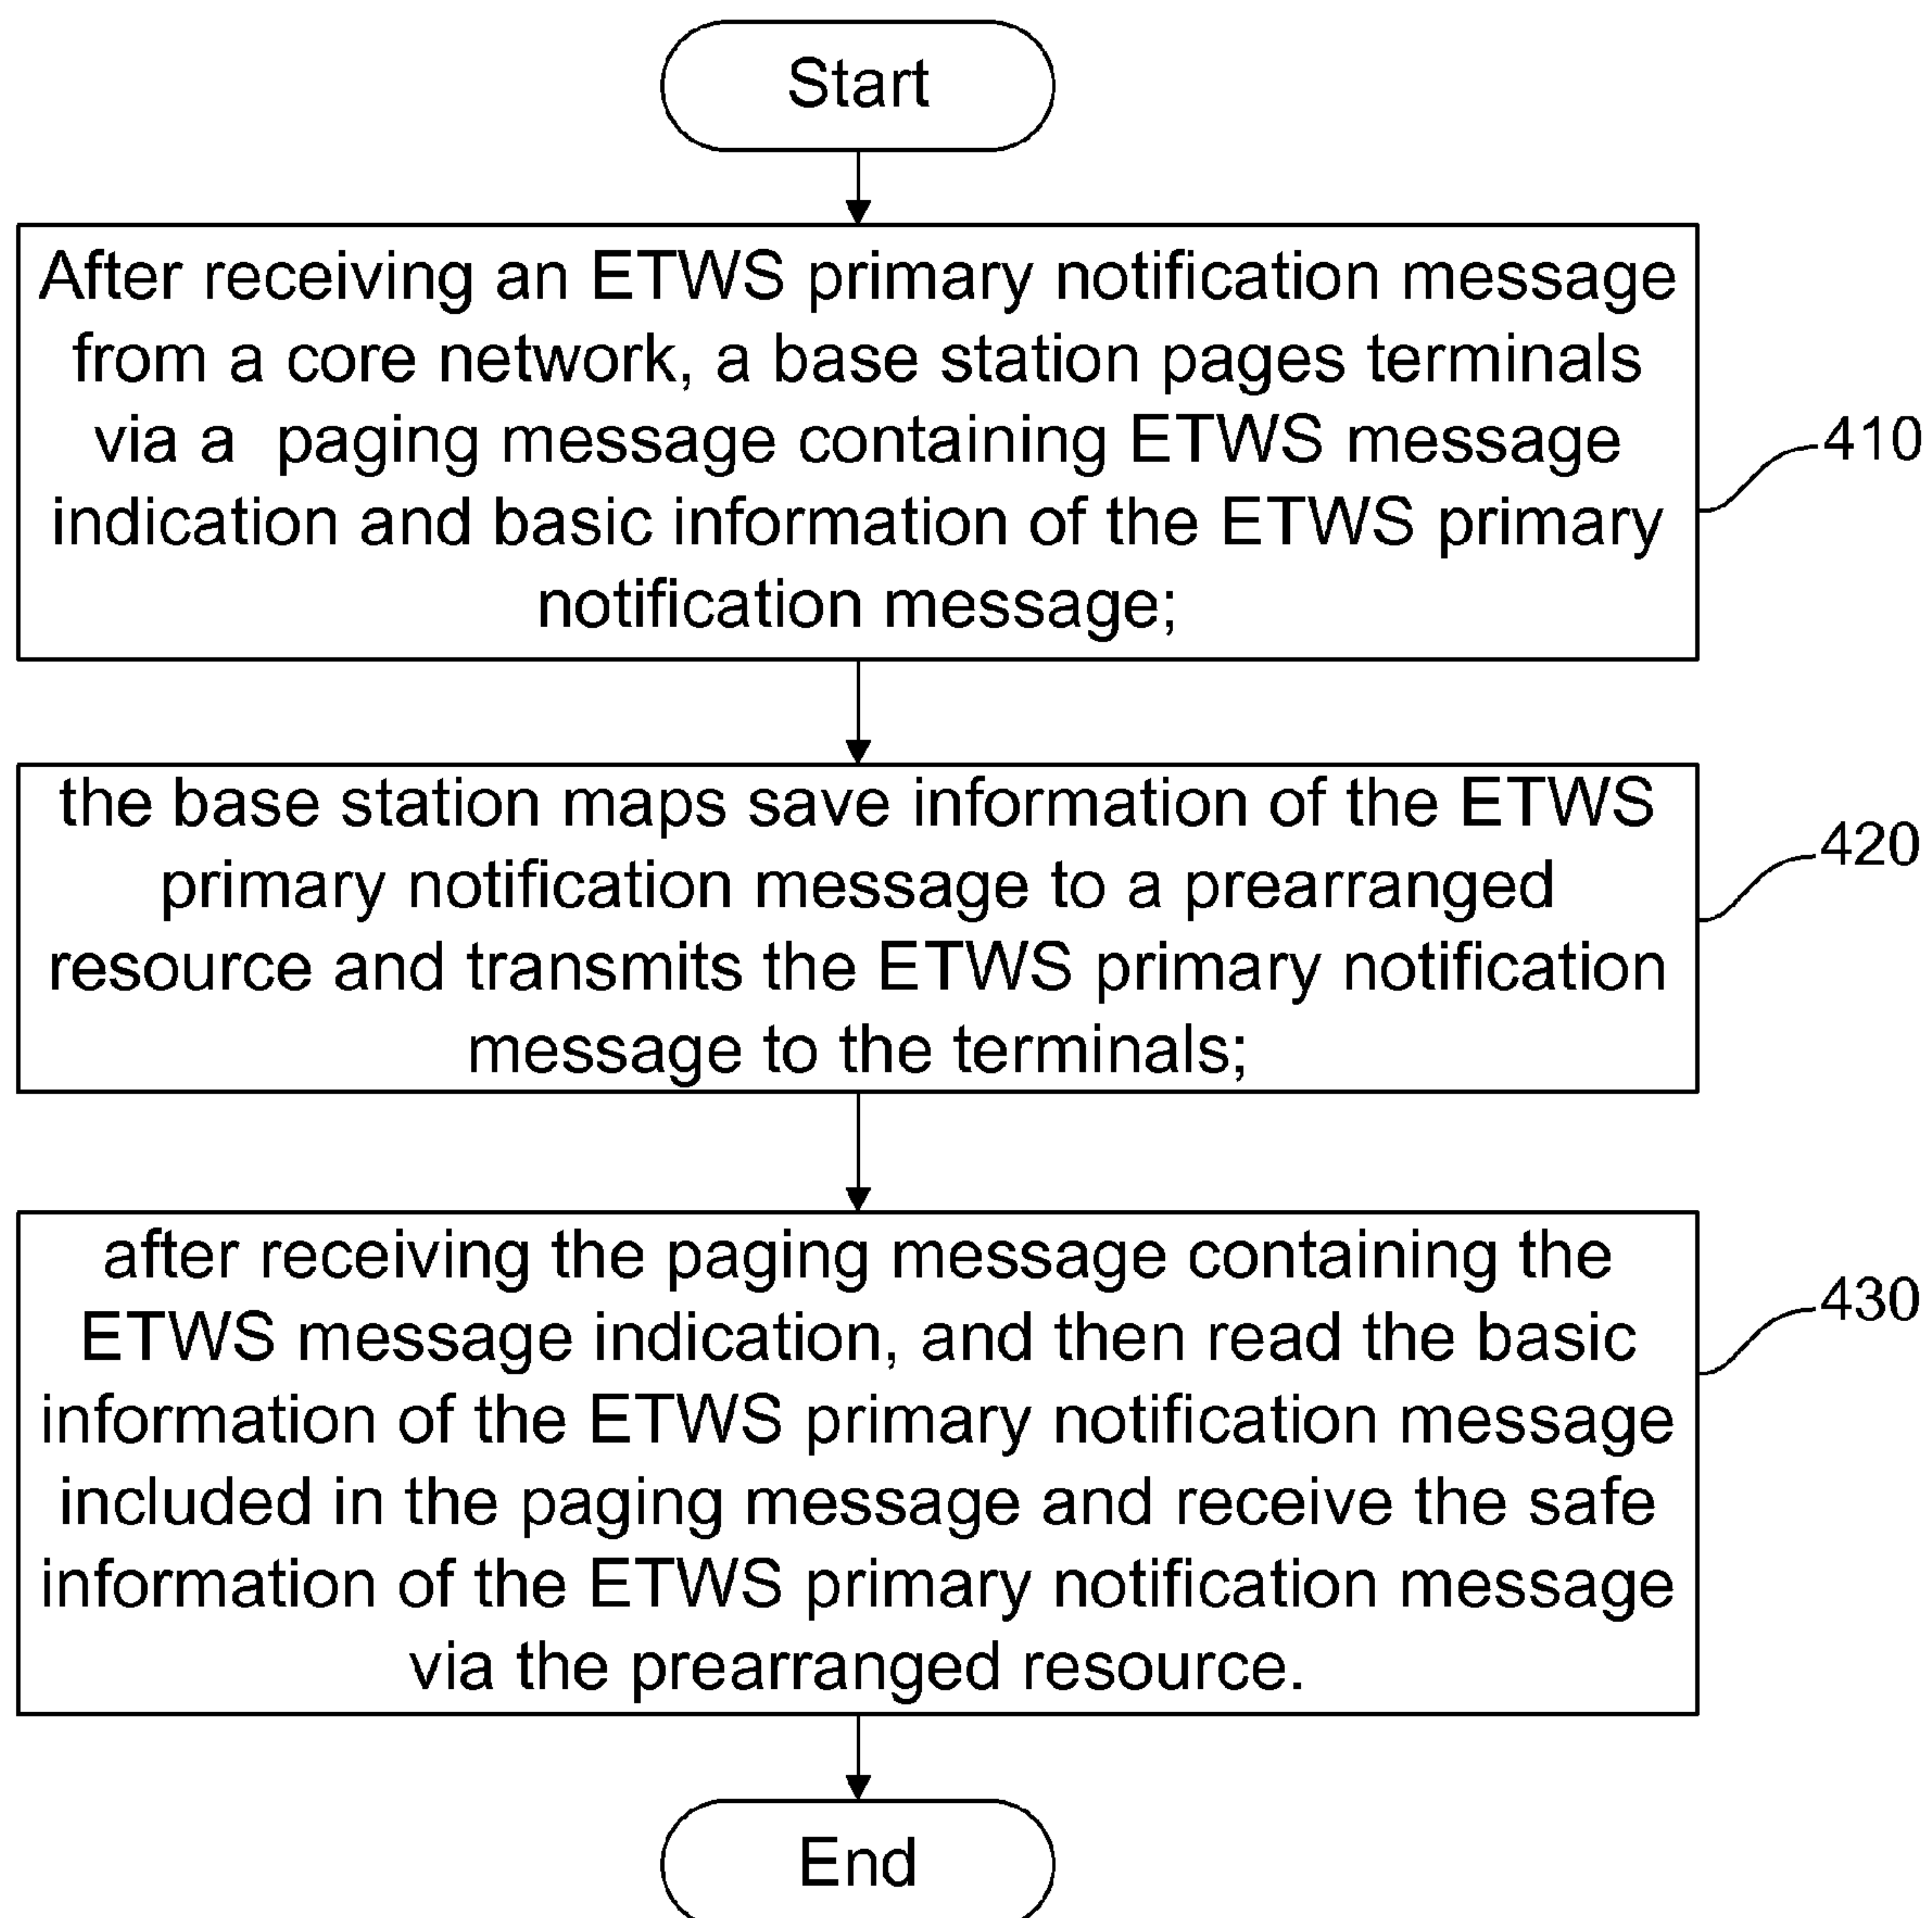 Start
After receiving an ETWS primary notification message
from a core network, a base station pages terminals
via a paging message containing ETWS message
indication and basic information of the ETWS primary
notification message;
410
the base station maps save information of the ETWS
primary notification message to a prearranged
resource and transmits the ETWS primary notification
message to the terminals;
420
after receiving the paging message containing the
ETWS message indication, and then read the basic
information of the ETWS primary notification message
included in the paging message and receive the safe
information of the ETWS primary notification message
via the prearranged resource.
430
End